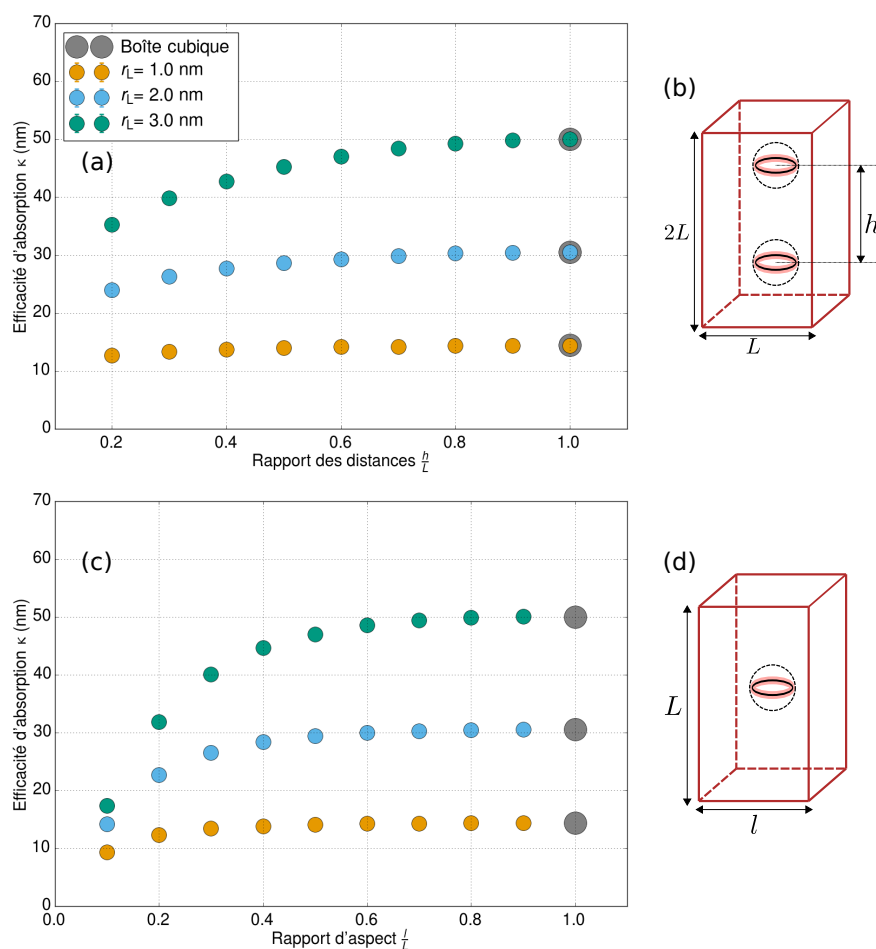 70
60
50
40
30
20
10
0
Efficacité d'absorption κ (nm)
Boîte cubique
r_L= 1.0 nm
r_L= 2.0 nm
r_L= 3.0 nm
(a)
0.2 0.4 0.6 0.8 1.0
Rapport des distances h/L
(b)
2L
h
L
70
60
50
40
30
20
10
0
Efficacité d'absorption κ (nm)
(c)
0.0 0.2 0.4 0.6 0.8 1.0
Rapport d'aspect l/L
(d)
L
l